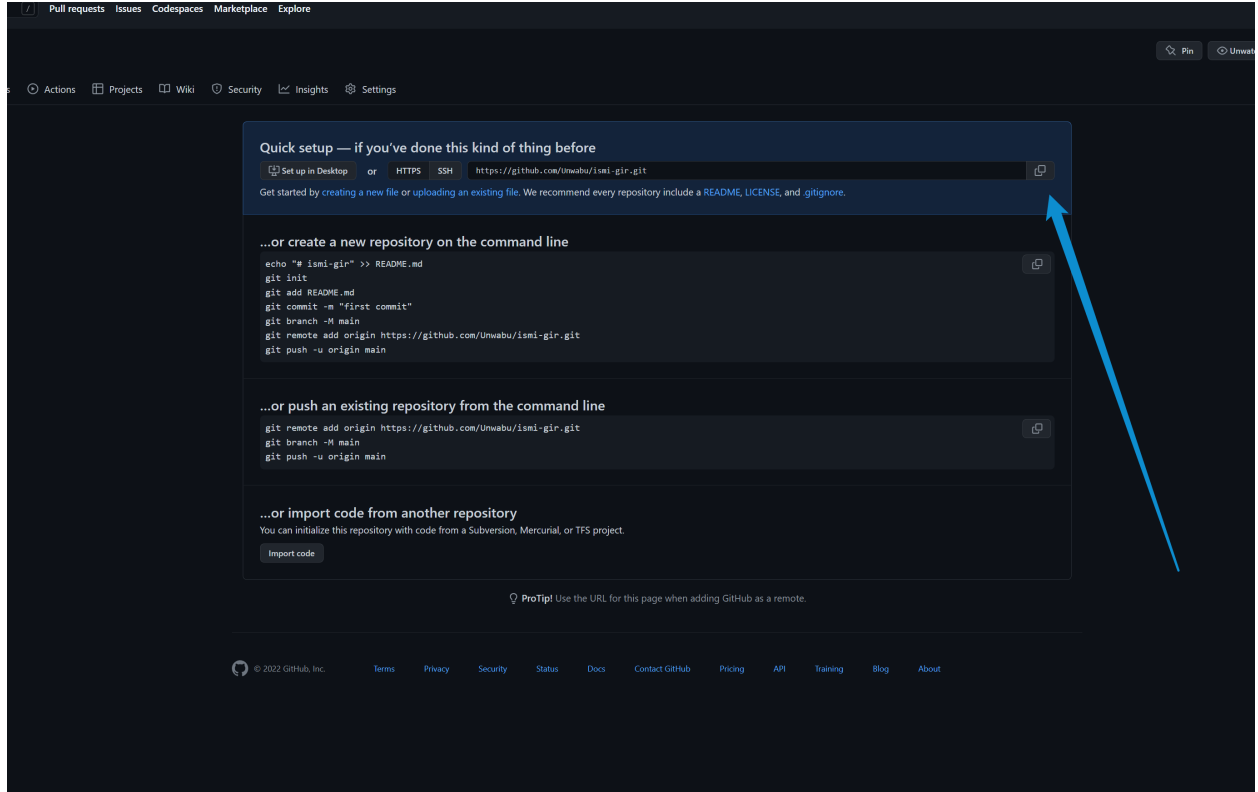 / Pull requests Issues Codespaces Marketplace Explore
Pin Unwatc
s Actions Projects Wiki Security Insights Settings
Quick setup — if you’ve done this kind of thing before
Set up in Desktop or HTTPS SSH https://github.com/Unwabu/ismi-gir.git
Get started by creating a new file or uploading an existing file. We recommend every repository include a README, LICENSE, and .gitignore.
…or create a new repository on the command line
echo "# ismi-gir" >> README.md
git init
git add README.md
git commit -m "first commit"
git branch -M main
git remote add origin https://github.com/Unwabu/ismi-gir.git
git push -u origin main
…or push an existing repository from the command line
git remote add origin https://github.com/Unwabu/ismi-gir.git
git branch -M main
git push -u origin main
…or import code from another repository
You can initialize this repository with code from a Subversion, Mercurial, or TFS project.
Import code
ProTip! Use the URL for this page when adding GitHub as a remote.
© 2022 GitHub, Inc. Terms Privacy Security Status Docs Contact GitHub Pricing API Training Blog About